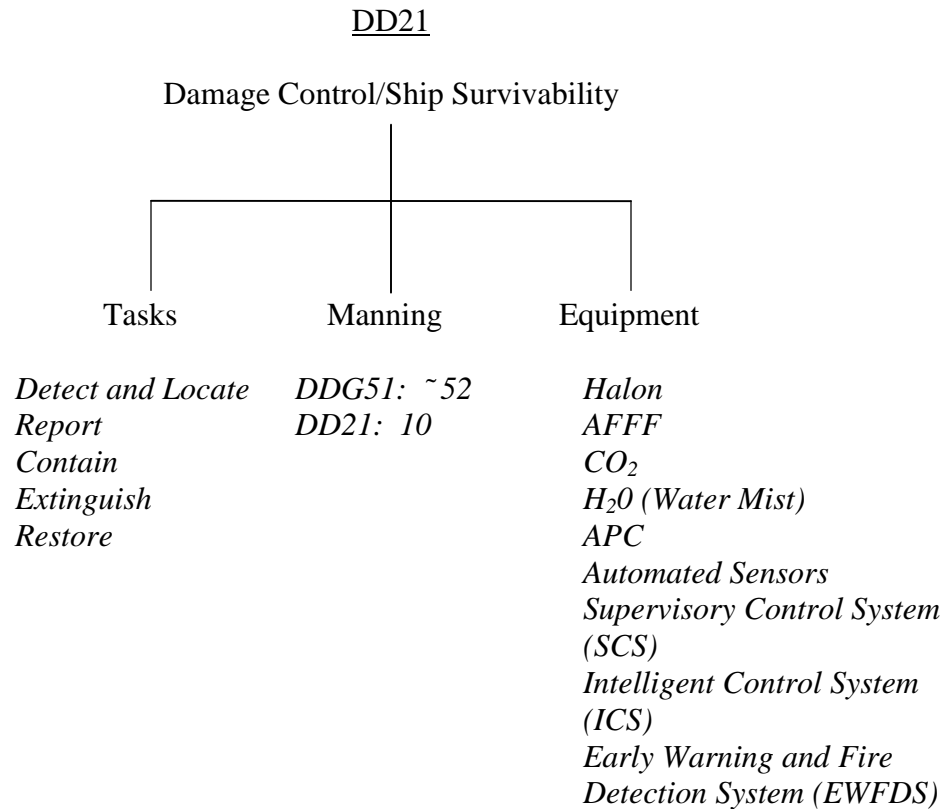 DD21
Damage Control/Ship Survivability
Tasks
Manning
Equipment
Detect and Locate
Report
Contain
Extinguish
Restore
DDG51: ~52
DD21: 10
Halon
AFFF
CO₂
H₂0 (Water Mist)
APC
Automated Sensors
Supervisory Control System
(SCS)
Intelligent Control System
(ICS)
Early Warning and Fire
Detection System (EWFDS)